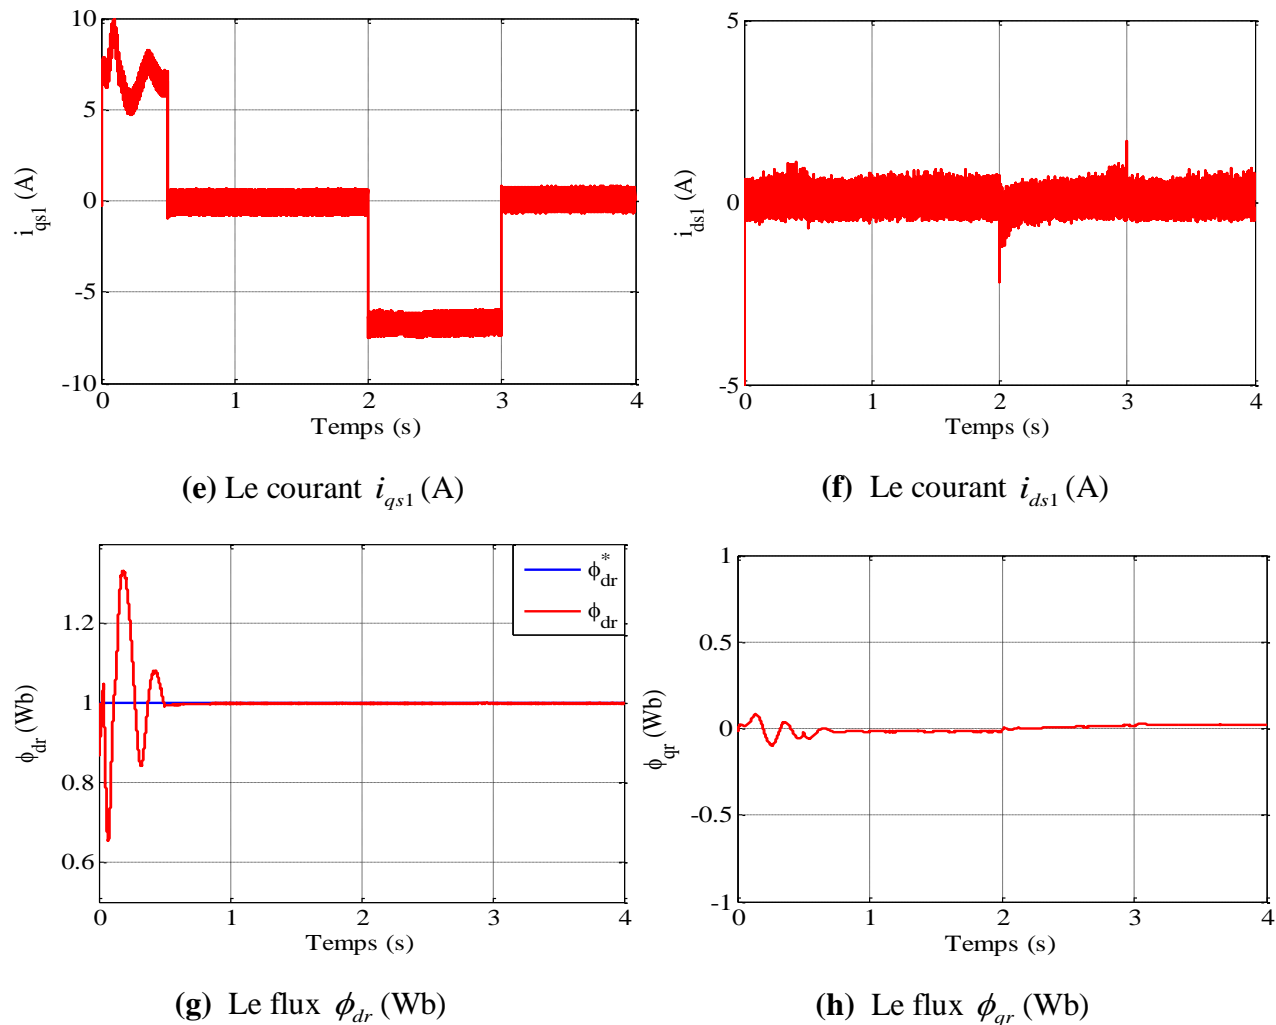 10
5
0
-5
-10
i_qs1 (A)
0 1 2 3 4
Temps (s)
(e) Le courant i_qs1 (A)
5
0
-5
i_ds1 (A)
0 1 2 3 4
Temps (s)
(f) Le courant i_ds1 (A)
1.2
1
0.8
0.6
ϕ_dr (Wb)
ϕ*_dr
ϕ_dr
0 1 2 3 4
Temps (s)
(g) Le flux ϕ_dr (Wb)
1
0.5
0
-0.5
-1
ϕ_qr (Wb)
0 1 2 3 4
Temps (s)
(h) Le flux ϕ_qr (Wb)